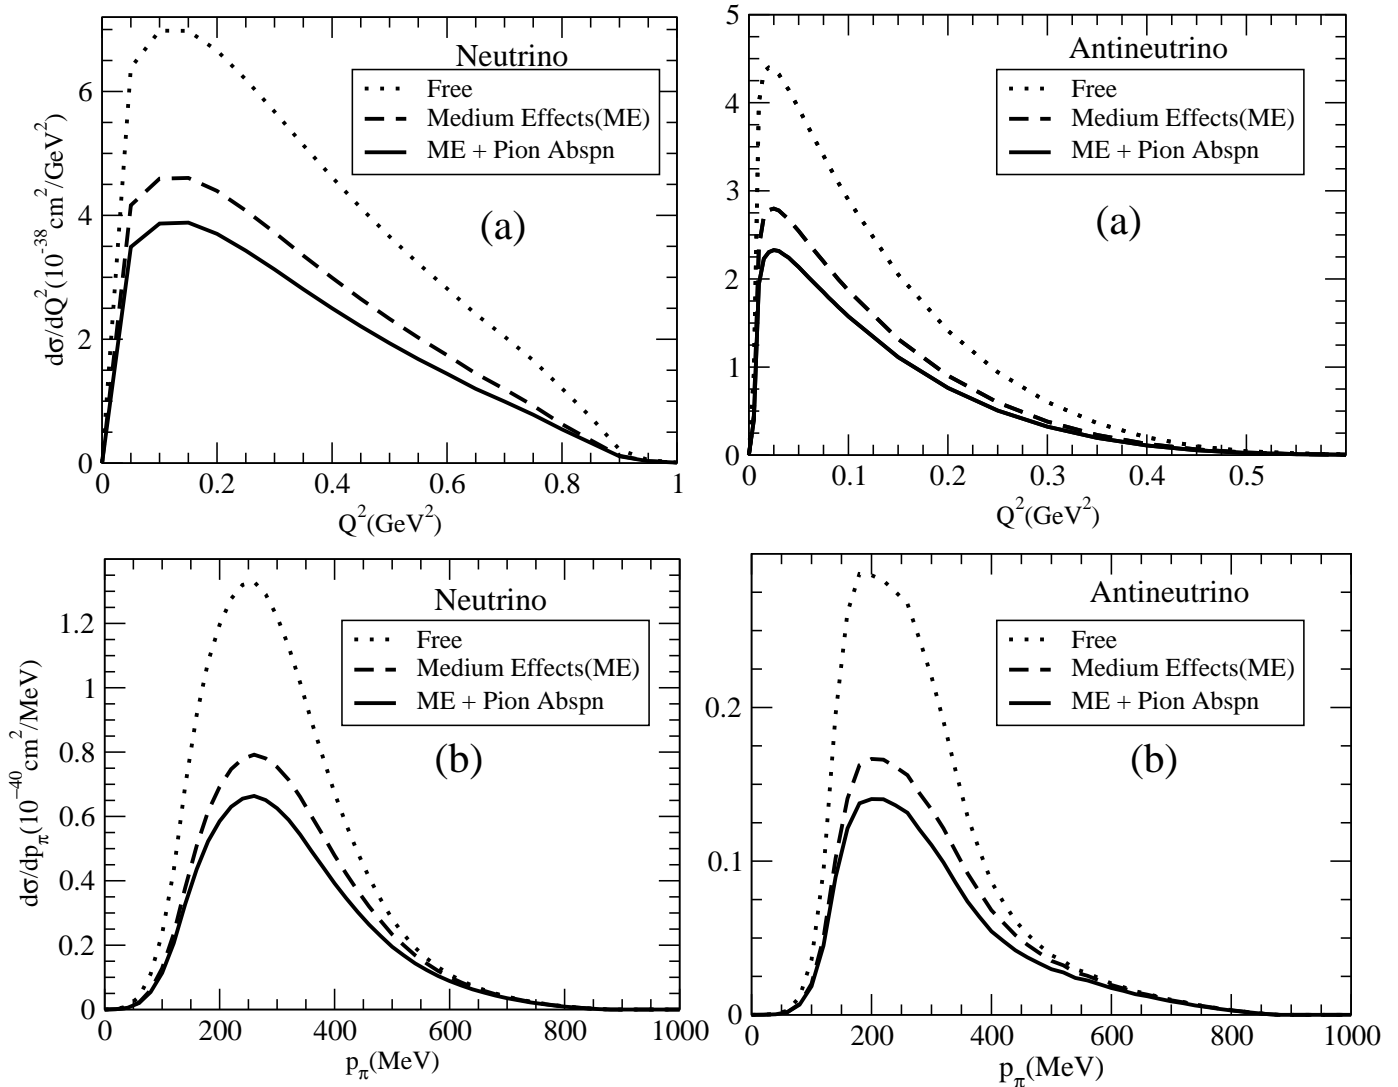 Neutrino
Free
Medium Effects(ME)
ME + Pion Abspn
(a)
dσ/dQ²(10⁻³⁸ cm²/GeV²)
6
4
2
0
0 0.2 0.4 0.6 0.8 1
Q²(GeV²)
Antineutrino
Free
Medium Effects(ME)
ME + Pion Abspn
(a)
5
4
3
2
1
0
0 0.1 0.2 0.3 0.4 0.5
Q²(GeV²)
Neutrino
Free
Medium Effects(ME)
ME + Pion Abspn
(b)
dσ/dp_π(10⁻⁴⁰ cm²/MeV)
1.2
1
0.8
0.6
0.4
0.2
0
0 200 400 600 800 1000
p_π(MeV)
Antineutrino
Free
Medium Effects(ME)
ME + Pion Abspn
(b)
0.2
0.1
0
0 200 400 600 800 1000
p_π(MeV)